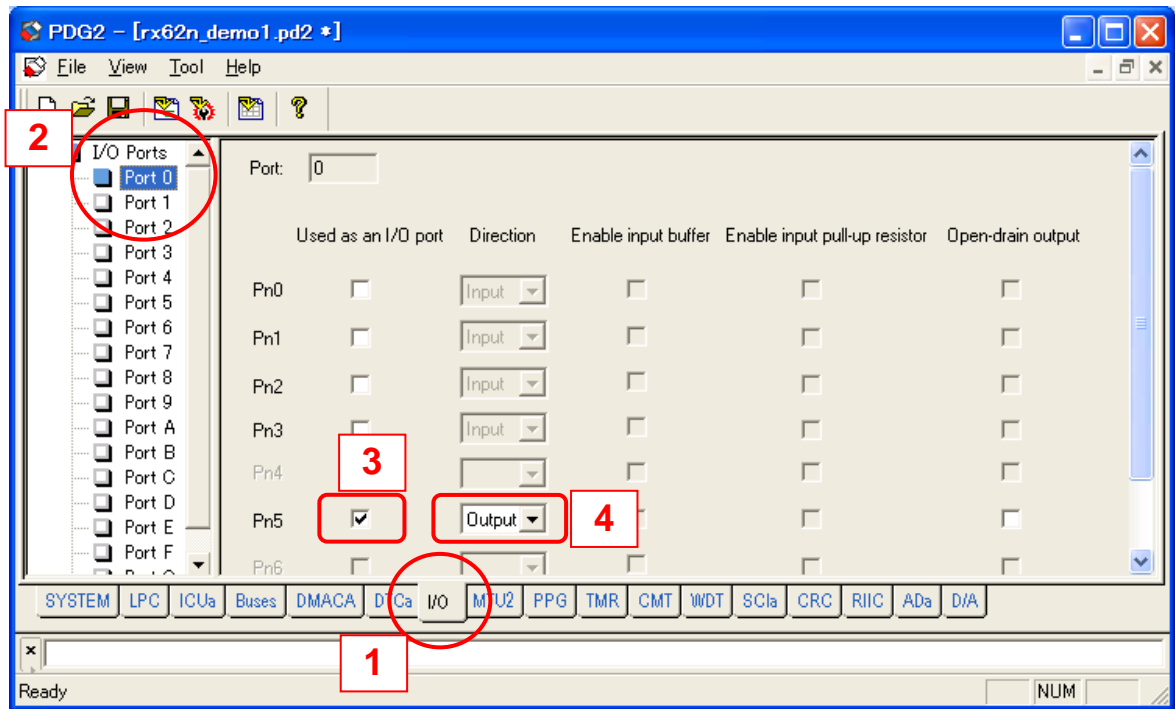 PDG2 – [rx62n_demo1.pd2 *]
File View Tool Help
2
I/O Ports
Port 0
Port 1
Port 2
Port 3
Port 4
Port 5
Port 6
Port 7
Port 8
Port 9
Port A
Port B
Port C
Port D
Port E
Port F
Port: 0
Used as an I/O port Direction Enable input buffer Enable input pull-up resistor Open-drain output
Pn0 Input
Pn1 Input
Pn2 Input
Pn3 Input
3
Pn4
Pn5 Output 4
Pn6
SYSTEM LPC ICUa Buses DMACA DTCa I/O MTU2 PPG TMR CMT WDT SCIa CRC RIIC ADa D/A
1
Ready NUM